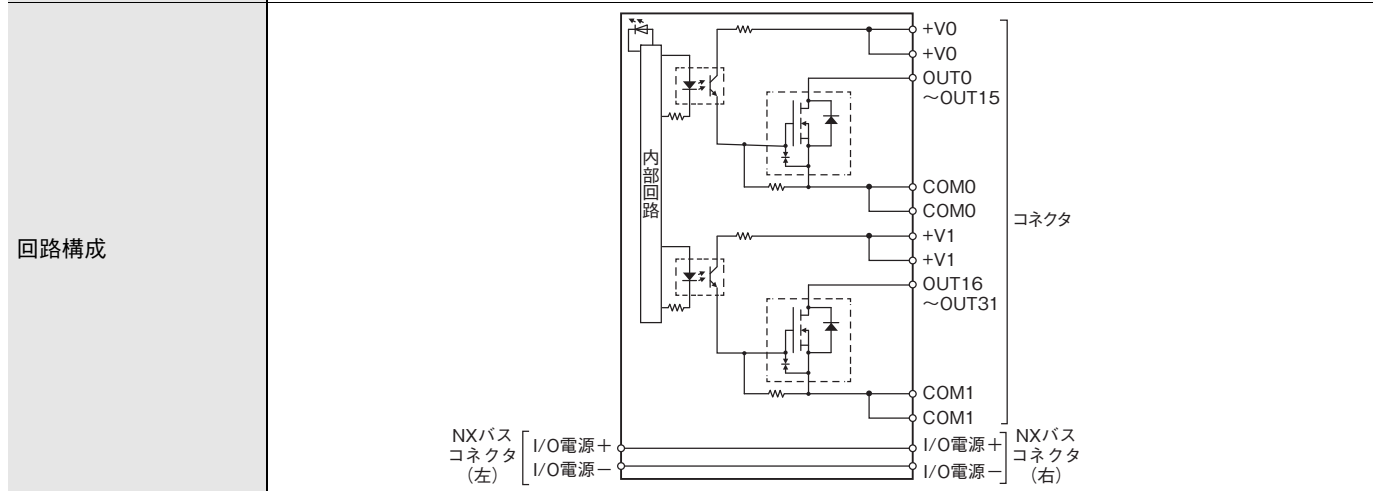 回路構成
内部回路
+V0
+V0
OUT0
～OUT15
COM0
COM0
+V1
+V1
OUT16
～OUT31
COM1
COM1
コネクタ
NXバス
コネクタ
（左）
I/O電源＋
I/O電源－
I/O電源＋
I/O電源－
NXバス
コネクタ
（右）